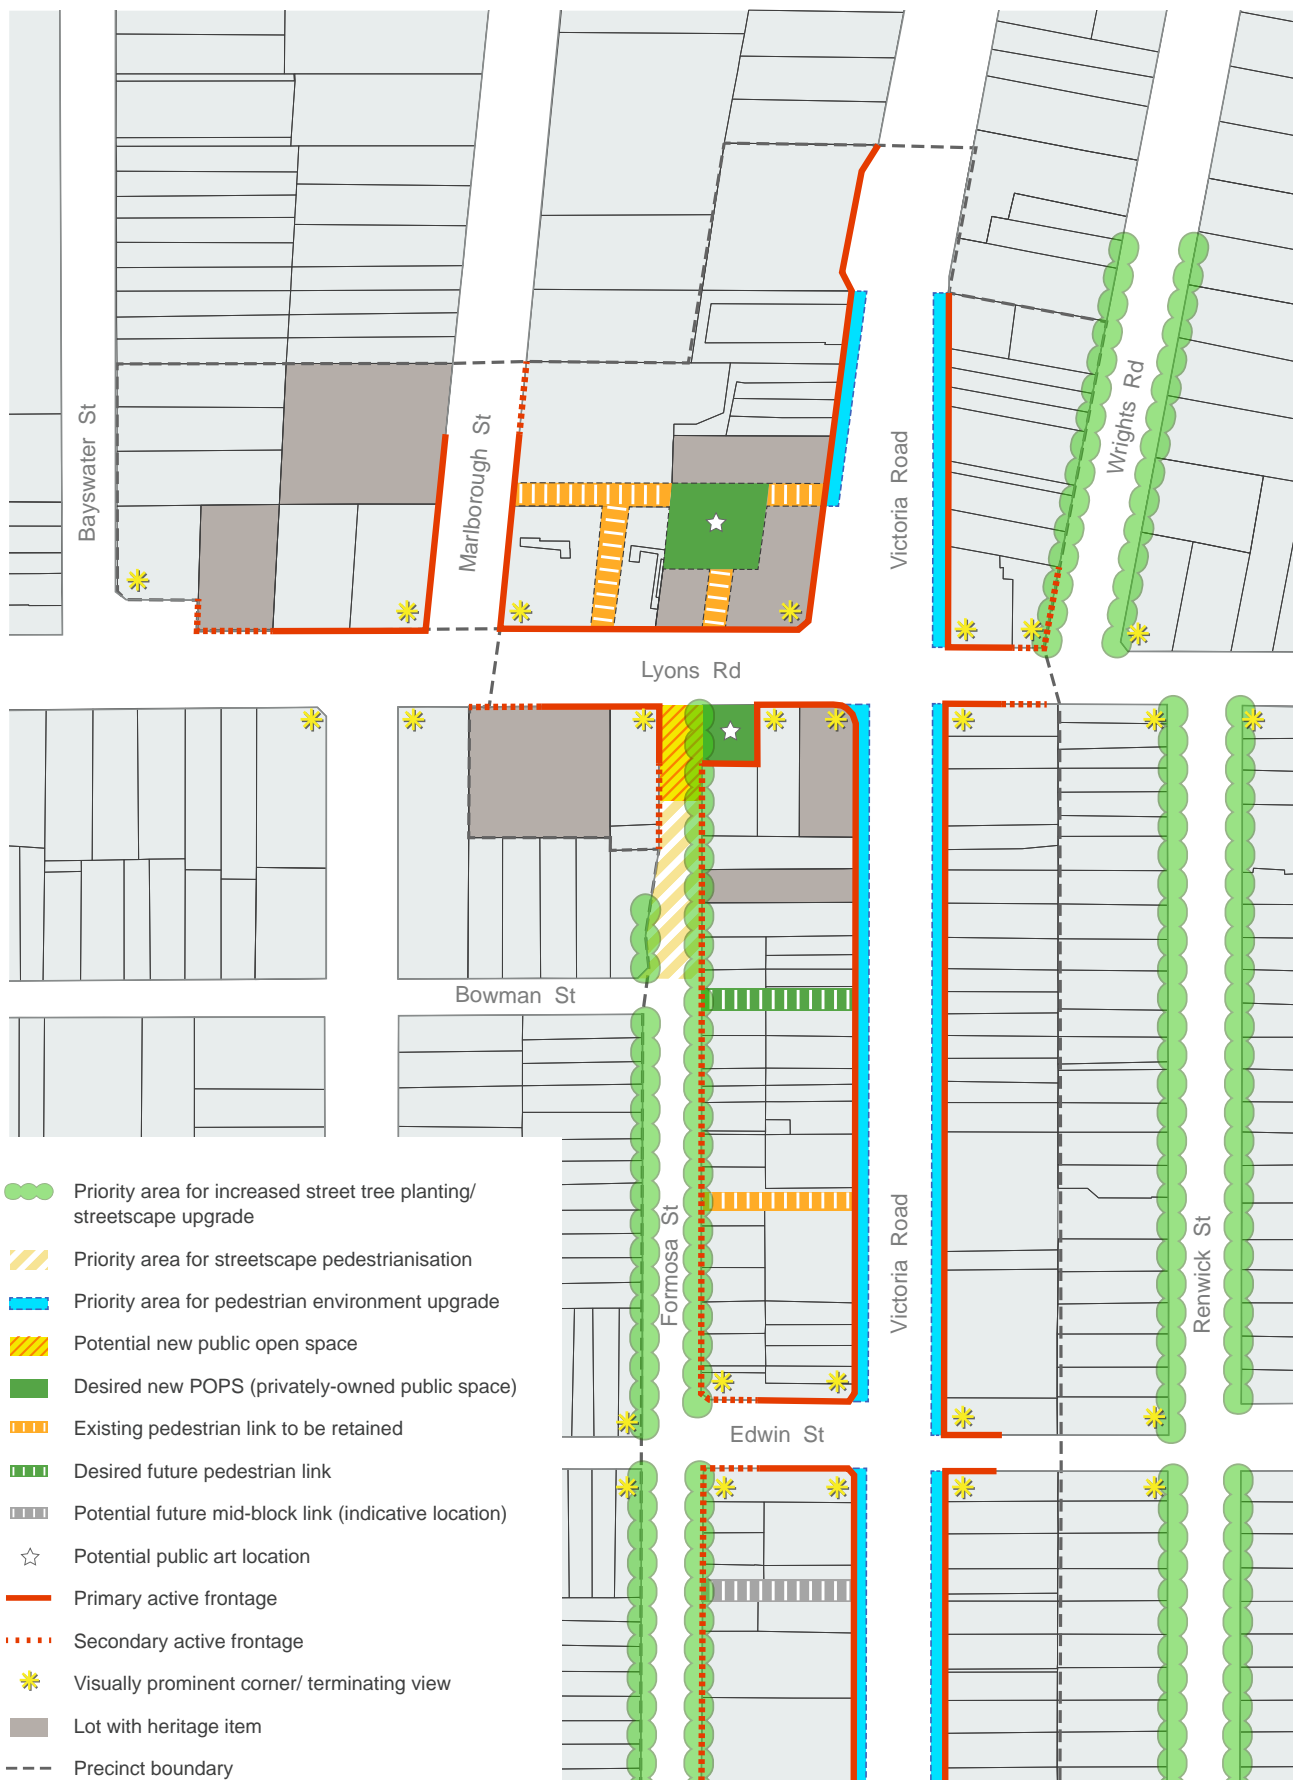 Bayswater St
Marlborough St
Victoria Road
Wrights Rd
Lyons Rd
Bowman St
Formosa St
Victoria Road
Renwick St
Edwin St
Priority area for increased street tree planting/
streetscape upgrade
Priority area for streetscape pedestrianisation
Priority area for pedestrian environment upgrade
Potential new public open space
Desired new POPS (privately-owned public space)
Existing pedestrian link to be retained
Desired future pedestrian link
Potential future mid-block link (indicative location)
Potential public art location
Primary active frontage
Secondary active frontage
Visually prominent corner/ terminating view
Lot with heritage item
Precinct boundary